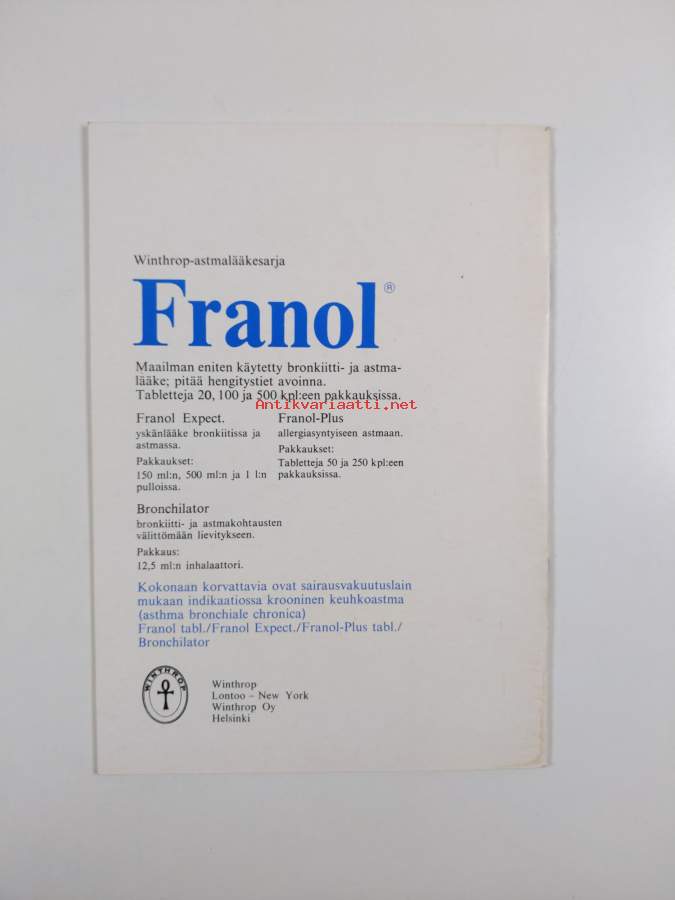 Winthrop-astmalääkesarja
Franol®
Maailman eniten käytetty bronkiitti- ja astma-
lääke; pitää hengitystiet avoinna.
Tabletteja 20, 100 ja 500 kpl:een pakkauksissa.
Antikvariaatti.net
Franol Expect.
yskänlääke bronkiitissa ja
astmassa.
Pakkaukset:
150 ml:n, 500 ml:n ja 1 l:n
pulloissa.
Franol-Plus
allergiasyntyiseen astmaan.
Pakkaukset:
Tabletteja 50 ja 250 kpl:een
pakkauksissa.
Bronchilator
bronkiitti- ja astmakohtausten
välittömään lievitykseen.
Pakkaus:
12,5 ml:n inhalaattori.
Kokonaan korvattavia ovat sairausvakuutuslain
mukaan indikaatiossa krooninen keuhkoastma
(asthma bronchiale chronica)
Franol tabl./Franol Expect./Franol-Plus tabl./
Bronchilator
WINTHROP
Winthrop
Lontoo – New York
Winthrop Oy
Helsinki